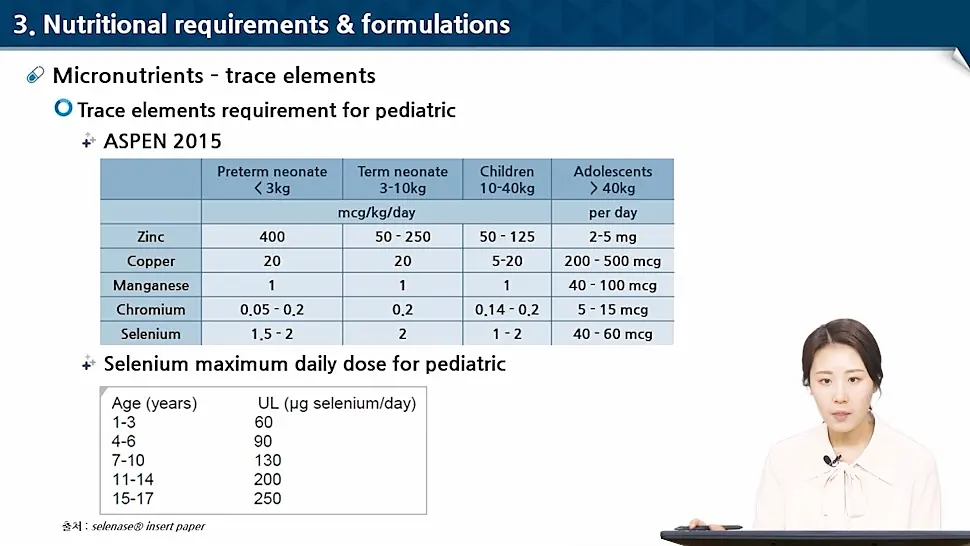 3. Nutritional requirements & formulations
Micronutrients - trace elements
Trace elements requirement for pediatric
ASPEN 2015
Preterm neonate < 3kg Term neonate 3-10kg Children 10-40kg Adolescents > 40kg
mcg/kg/day per day
Zinc 400 50 - 250 50 - 125 2-5 mg
Copper 20 20 5-20 200 - 500 mcg
Manganese 1 1 1 40 - 100 mcg
Chromium 0.05 - 0.2 0.2 0.14 - 0.2 5 - 15 mcg
Selenium 1.5 - 2 2 1 - 2 40 - 60 mcg
Selenium maximum daily dose for pediatric
Age (years) UL (µg selenium/day)
1-3 60
4-6 90
7-10 130
11-14 200
15-17 250
출처 : selenase® insert paper